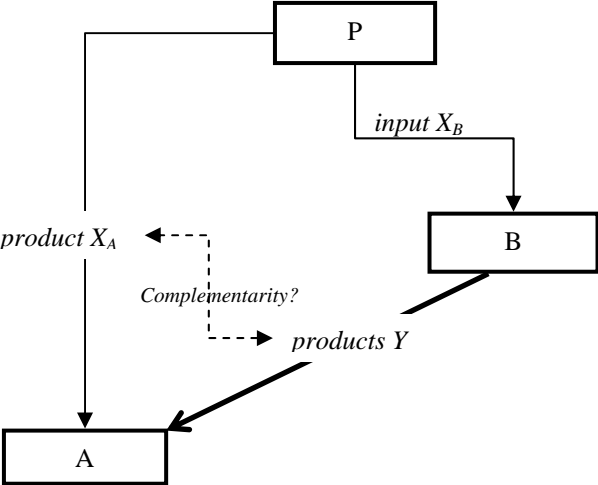 P
input X_B
product X_A
B
Complementarity?
products Y
A